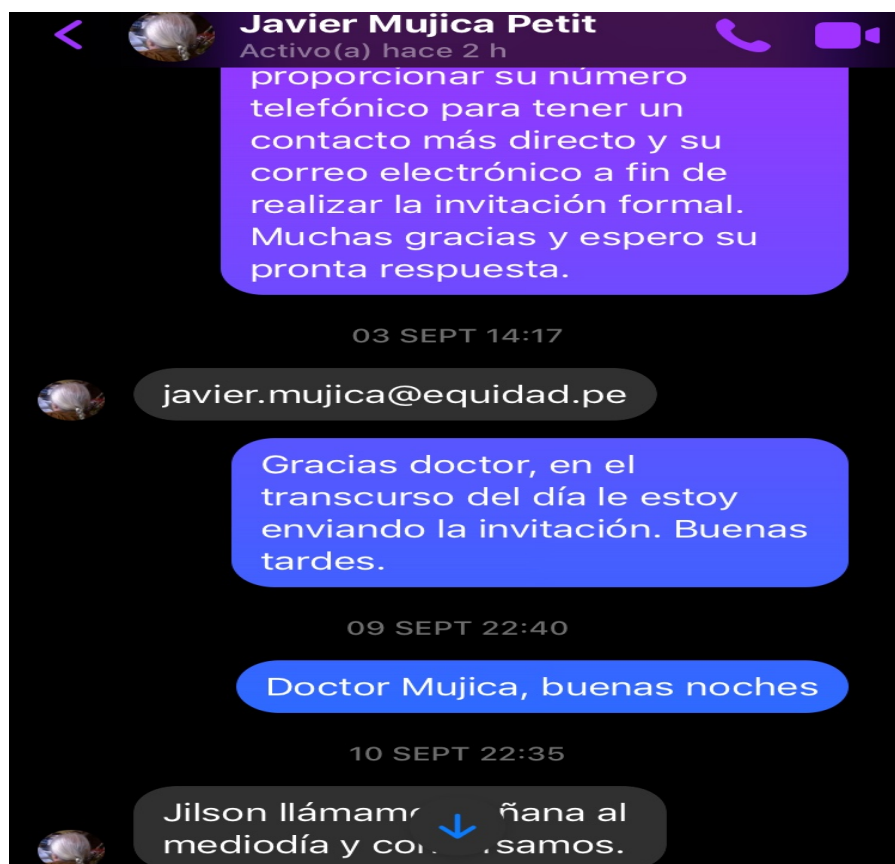 Javier Mujica Petit
Activo(a) hace 2 h
proporcionar su número
telefónico para tener un
contacto más directo y su
correo electrónico a fin de
realizar la invitación formal.
Muchas gracias y espero su
pronta respuesta.
03 SEPT 14:17
javier.mujica@equidad.pe
Gracias doctor, en el
transcurso del día le estoy
enviando la invitación. Buenas
tardes.
09 SEPT 22:40
Doctor Mujica, buenas noches
10 SEPT 22:35
Jilson al
mediodía y